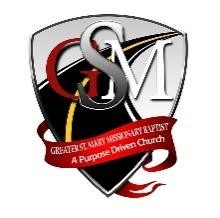 GSM
GREATER ST. MARY MISSIONARY BAPTIST
A Purpose Driven Church